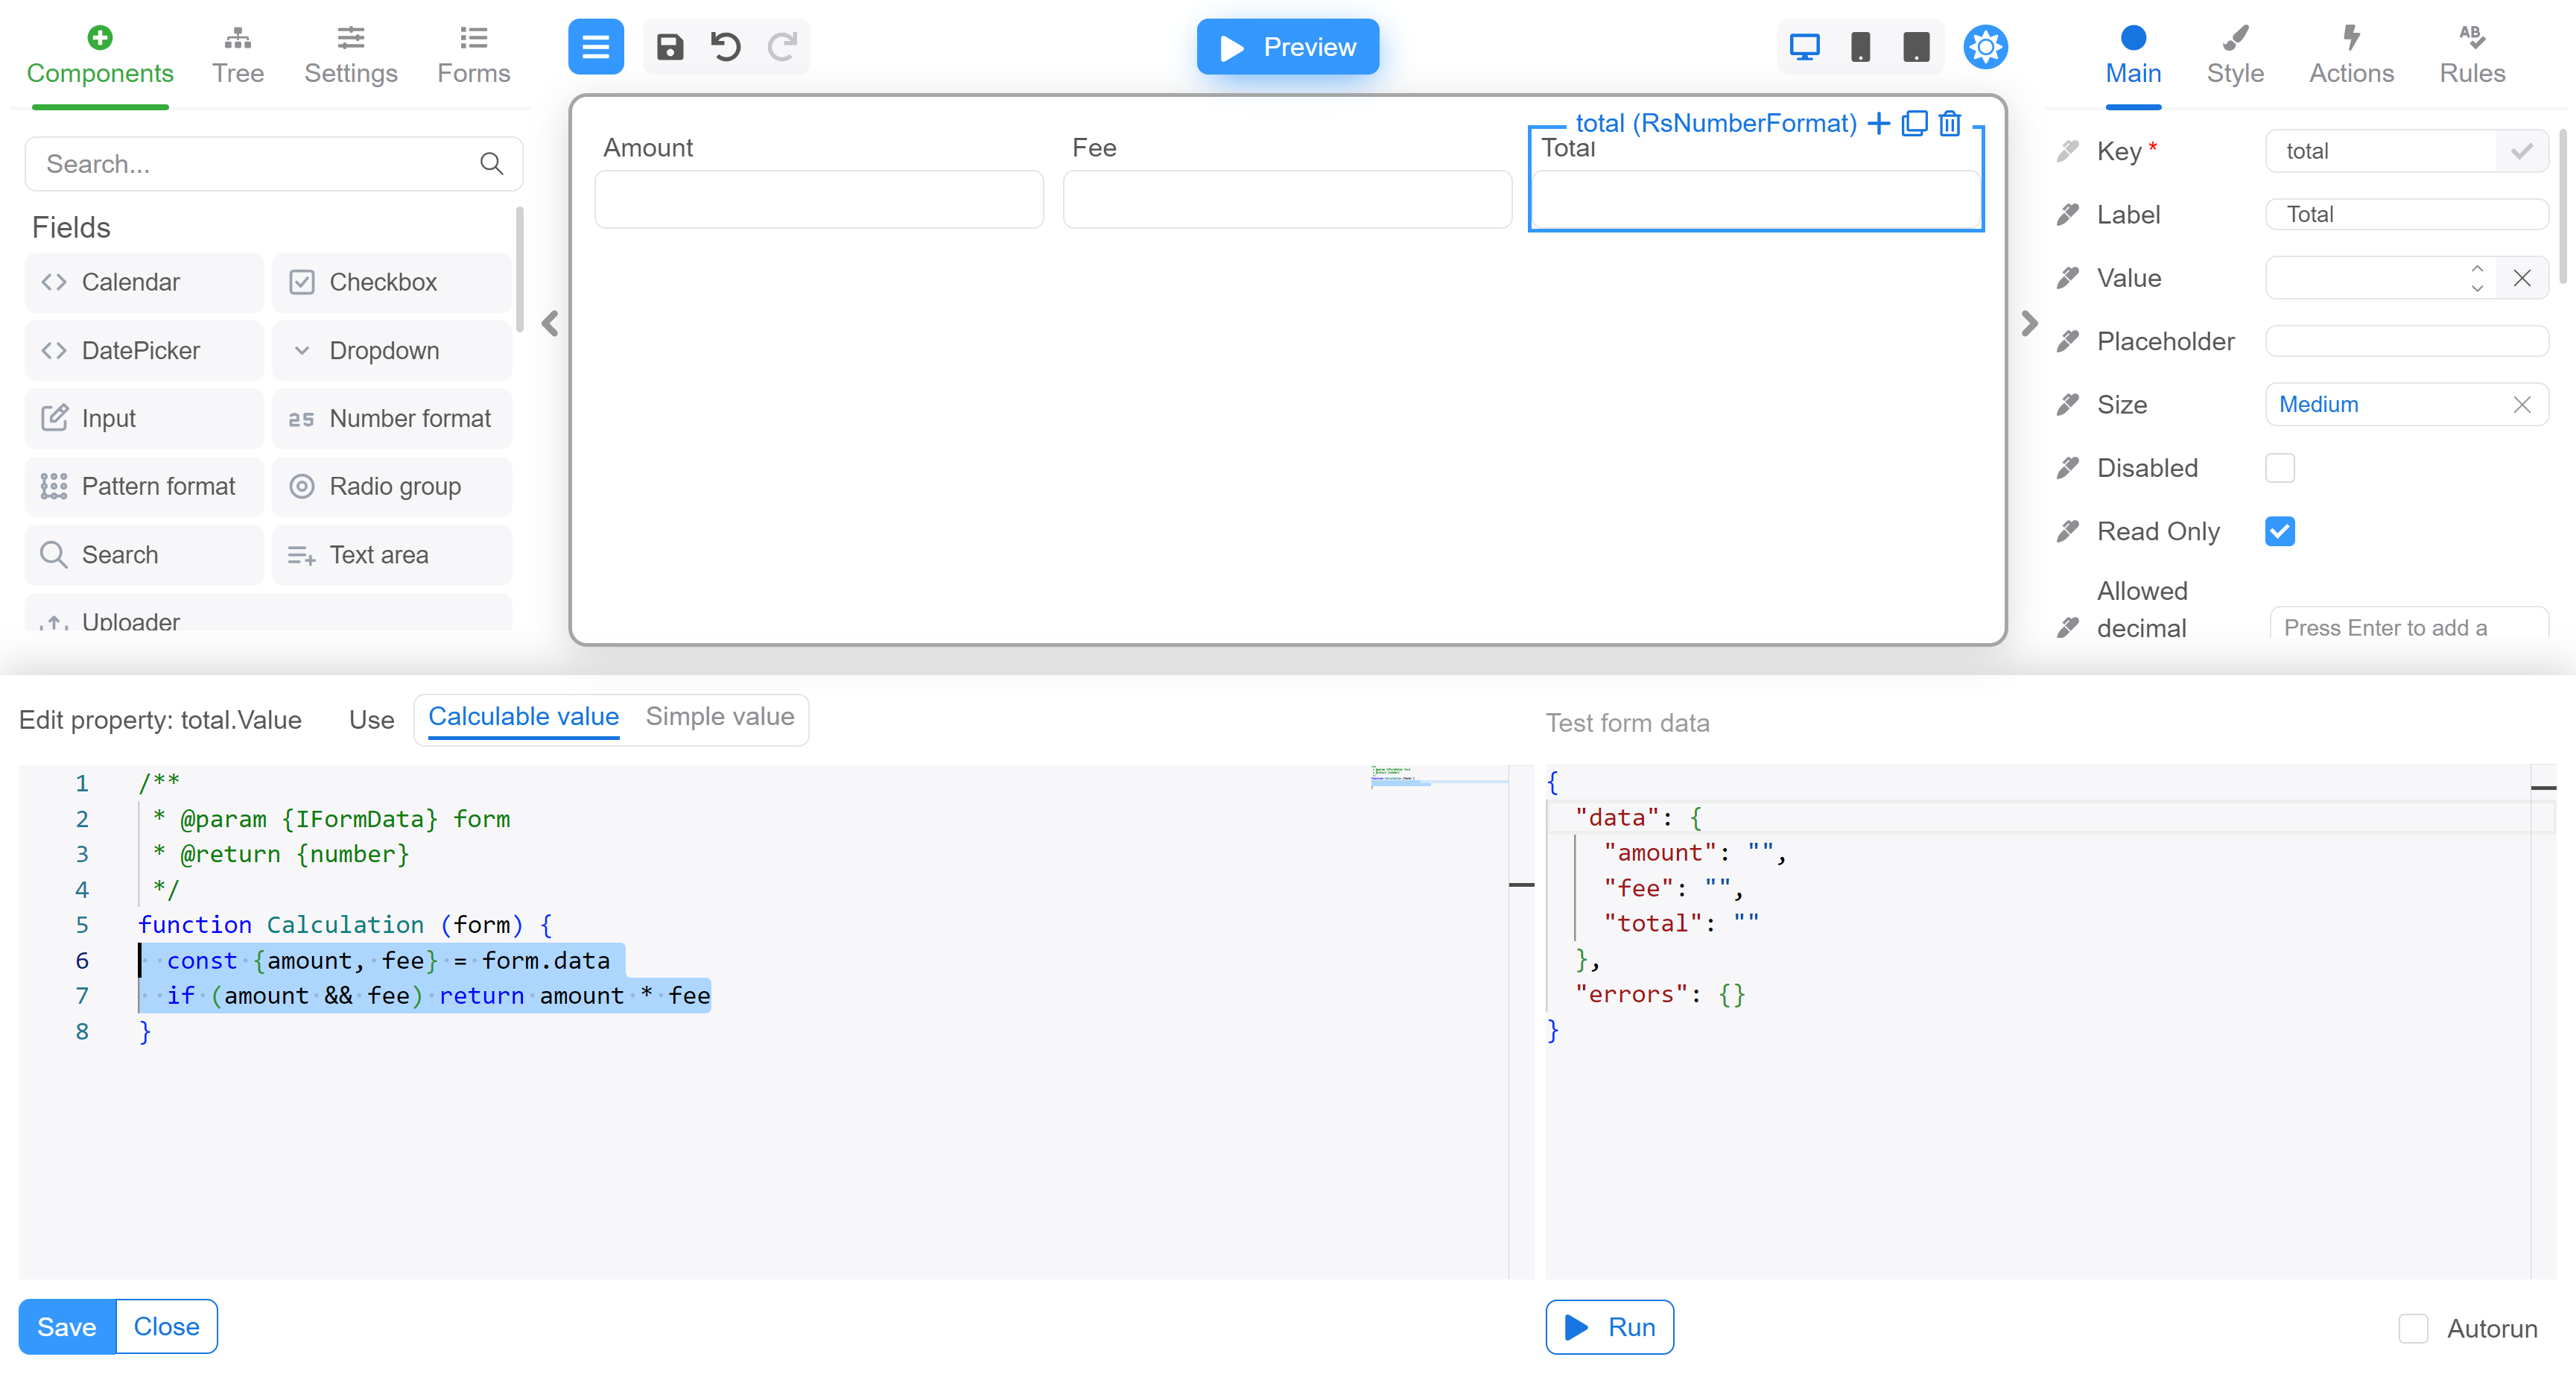 Components
Tree
Settings
Forms
Preview
Main
Style
Actions
AB
Rules
Search...
Fields
Calendar
Checkbox
DatePicker
Dropdown
Input
25 Number format
Pattern format
Radio group
Search
Text area
Uploader
total (RsNumberFormat)
Amount
Fee
Total
Key * total
Label Total
Value
Placeholder
Size Medium
Disabled
Read Only
Allowed
decimal Press Enter to add a
Edit property: total.Value Use Calculable value Simple value
1 /**
2 * @param {IFormData} form
3 * @return {number}
4 */
5 function Calculation (form) {
6 const {amount, fee} = form.data
7 if (amount && fee) return amount * fee
8 }
Test form data
{
"data": {
"amount": "",
"fee": "",
"total": ""
},
"errors": {}
}
Save
Close
Run
Autorun